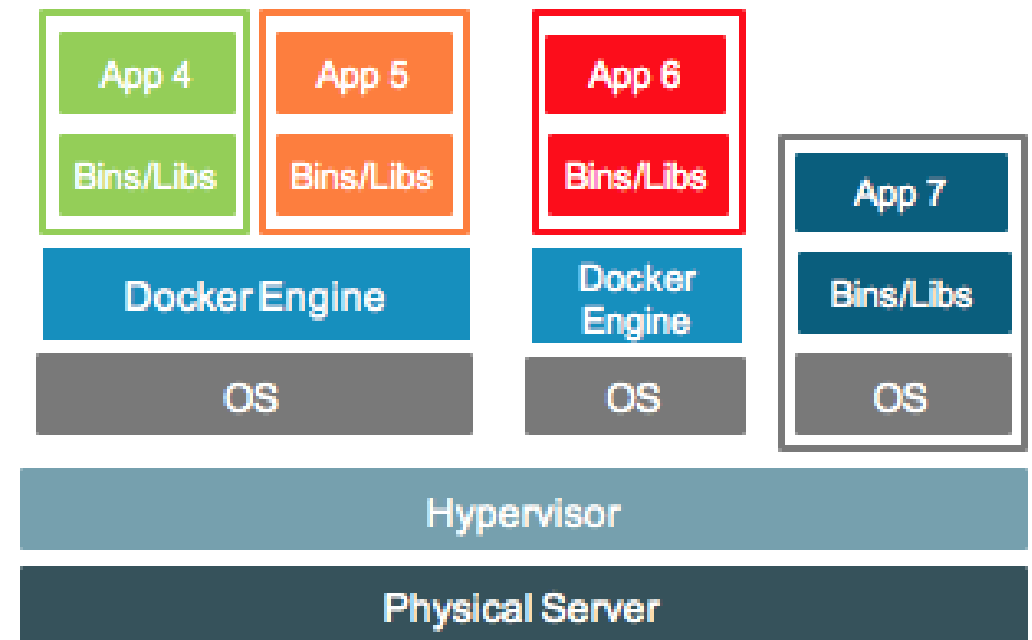 App 4
App 5
App 6
Bins/Libs
Bins/Libs
Bins/Libs
App 7
Docker Engine
Docker
Engine
Bins/Libs
OS
OS
OS
Hypervisor
Physical Server